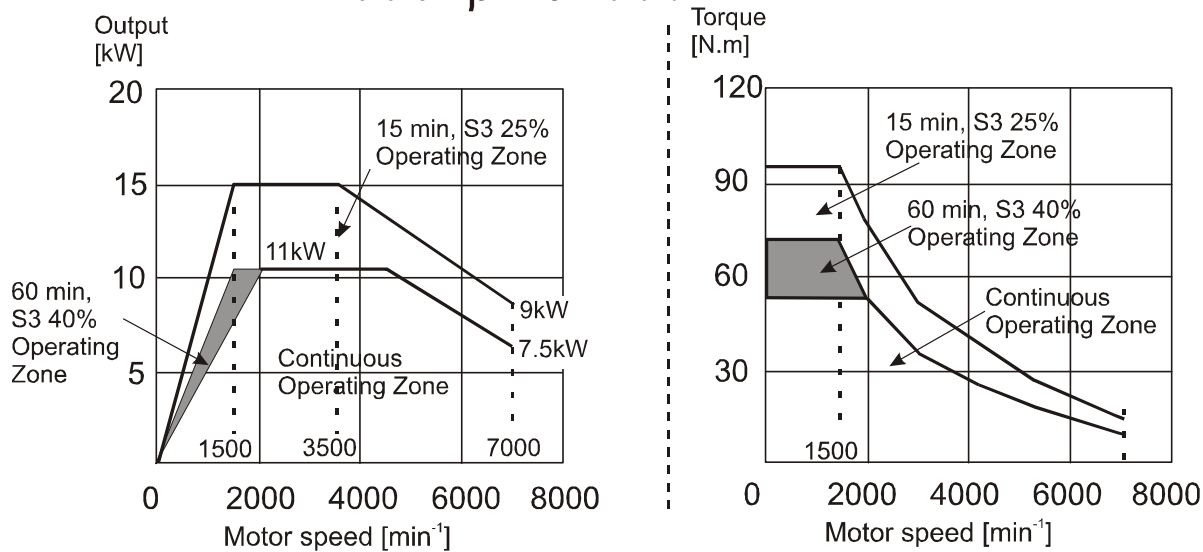 Output
[kW]
20
15
10
5
15 min, S3 25%
Operating Zone
11kW
60 min,
S3 40%
Operating
Zone
Continuous
Operating Zone
9kW
7.5kW
1500
3500
7000
0
2000
4000
6000
8000
Motor speed [min⁻¹]
Torque
[N.m]
120
90
60
30
15 min, S3 25%
Operating Zone
60 min, S3 40%
Operating Zone
Continuous
Operating Zone
1500
0
2000
4000
6000
8000
Motor speed [min⁻¹]